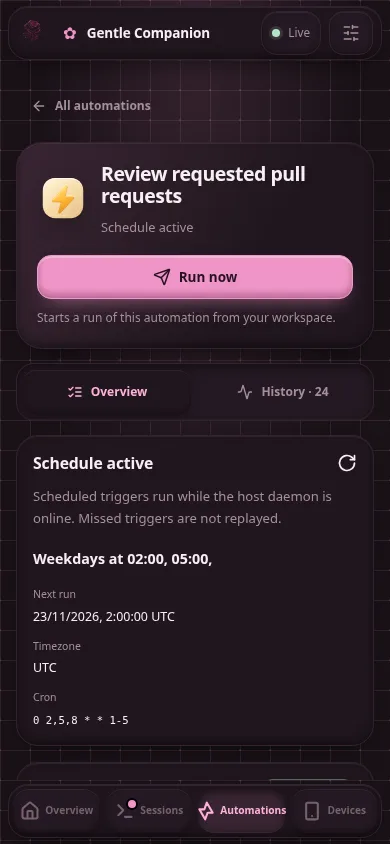 Gentle Companion
Live
All automations
Review requested pull
requests
Schedule active
Run now
Starts a run of this automation from your workspace.
Overview
History · 24
Schedule active
Scheduled triggers run while the host daemon is
online. Missed triggers are not replayed.
Weekdays at 02:00, 05:00,
Next run
23/11/2026, 2:00:00 UTC
Timezone
UTC
Cron
0 2,5,8 * * 1-5
Overview
Sessions
Automations
Devices